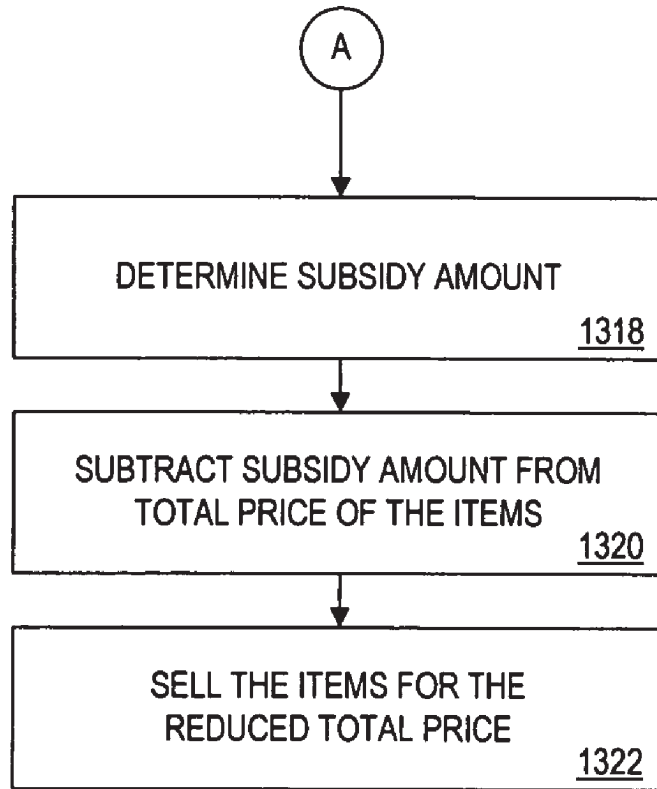 A
DETERMINE SUBSIDY AMOUNT
1318
SUBTRACT SUBSIDY AMOUNT FROM
TOTAL PRICE OF THE ITEMS
1320
SELL THE ITEMS FOR THE
REDUCED TOTAL PRICE
1322